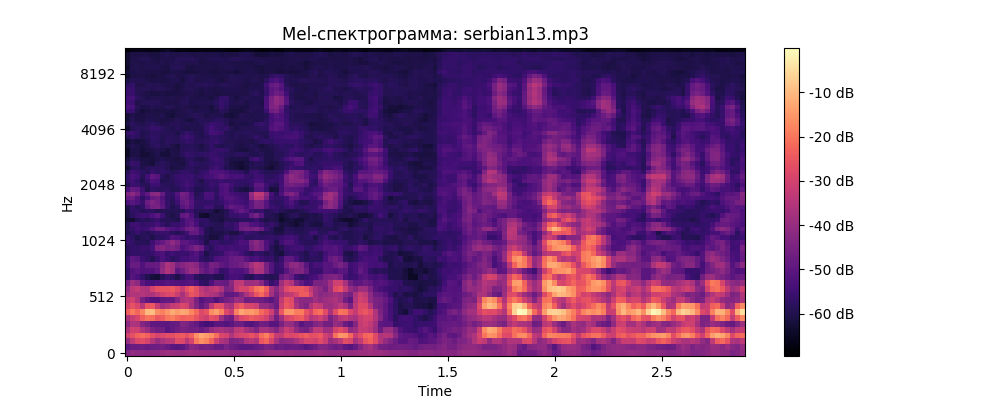 Mel-спектрограмма: serbian13.mp3
8192
4096
2048
1024
512
0
Hz
0 0.5 1 1.5 2 2.5
Time
-10 dB
-20 dB
-30 dB
-40 dB
-50 dB
-60 dB